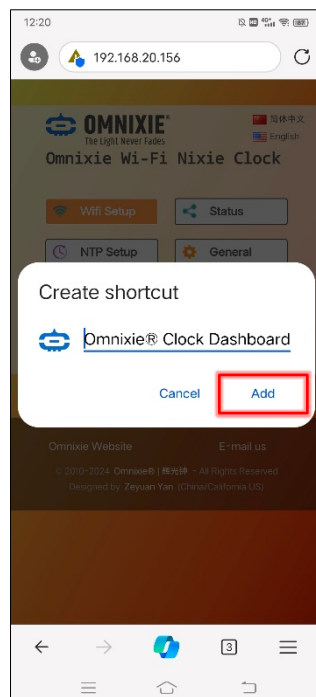 12:20
192.168.20.156
OMNIXIE®
The Light Never Fades
简体中文
English
Omnixie Wi-Fi Nixie Clock
Wifi Setup
Status
NTP Setup
General
Create shortcut
Omnixie® Clock Dashboard
Cancel
Add
Omnixie Website
E-mail us
© 2010-2024 Omnixie® | 辉光钟 - All Rights Reserved
Designed by Zeyuan Yan (China/California US)
3